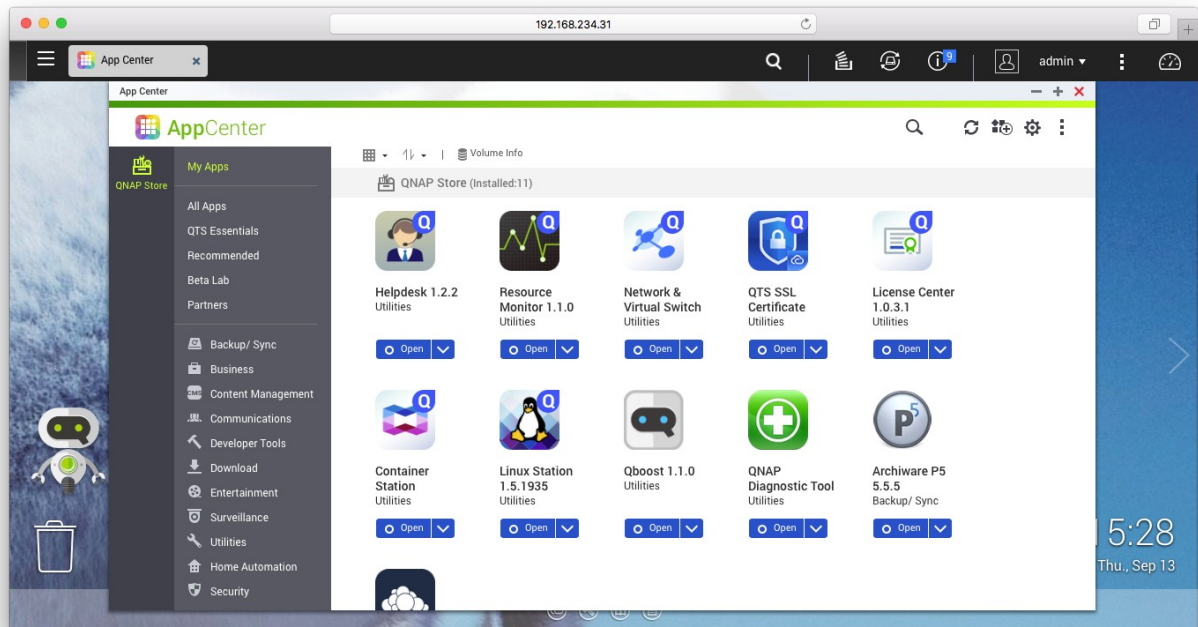 192.168.234.31
App Center
9
admin
App Center
AppCenter
QNAP Store
My Apps
All Apps
QTS Essentials
Recommended
Beta Lab
Partners
Backup/ Sync
Business
CMS Content Management
Communications
Developer Tools
Download
Entertainment
Surveillance
Utilities
Home Automation
Security
Volume Info
QNAP Store (Installed:11)
Q
Q
Q
Q
Q
Helpdesk 1.2.2
Utilities
Open
Resource
Monitor 1.1.0
Utilities
Open
Network &
Virtual Switch
Utilities
Open
QTS SSL
Certificate
Utilities
Open
License Center
1.0.3.1
Utilities
Open
Q
Q
P5
Container
Station
Utilities
Open
Linux Station
1.5.1935
Utilities
Open
Qboost 1.1.0
Utilities
Open
QNAP
Diagnostic Tool
Utilities
Open
Archiware P5
5.5.5
Backup/ Sync
Open
5:28
Thu., Sep 13